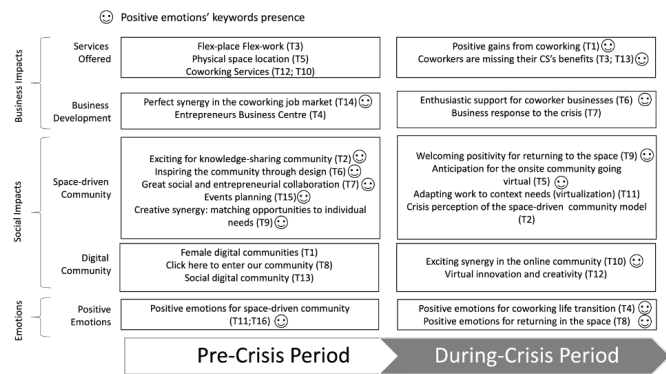 Positive emotions' keywords presence
Business Impacts
Services
Offered
Flex-place Flex-work (T3)
Physical space location (T5)
Coworking Services (T12; T10)
Positive gains from coworking (T1)
Coworkers are missing their CS's benefits (T3; T13)
Business
Development
Perfect synergy in the coworking job market (T14)
Entrepreneurs Business Centre (T4)
Enthusiastic support for coworker businesses (T6)
Business response to the crisis (T7)
Social Impacts
Space-driven
Community
Exciting for knowledge-sharing community (T2)
Inspiring the community through design (T6)
Great social and entrepreneurial collaboration (T7)
Events planning (T15)
Creative synergy: matching opportunities to individual
needs (T9)
Welcoming positivity for returning to the space (T9)
Anticipation for the onsite community going
virtual (T5)
Adapting work to context needs (virtualization) (T11)
Crisis perception of the space-driven community model
(T2)
Digital
Community
Female digital communities (T1)
Click here to enter our community (T8)
Social digital community (T13)
Exciting synergy in the online community (T10)
Virtual innovation and creativity (T12)
Emotions
Positive
Emotions
Positive emotions for space-driven community
(T11;T16)
Positive emotions for coworking life transition (T4)
Positive emotions for returning in the space (T8)
Pre-Crisis Period
During-Crisis Period